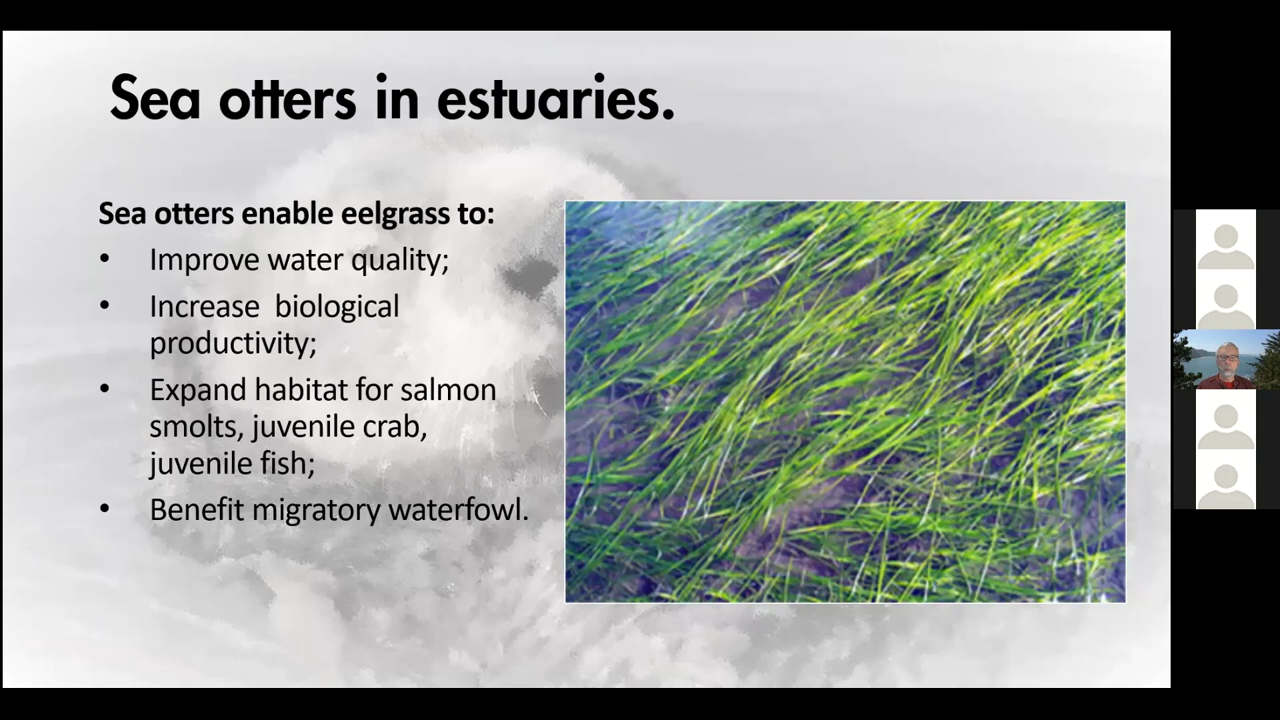 Sea otters in estuaries.
Sea otters enable eelgrass to:
• Improve water quality;
• Increase  biological
productivity;
• Expand habitat for salmon
smolts, juvenile crab,
juvenile fish;
• Benefit migratory waterfowl.